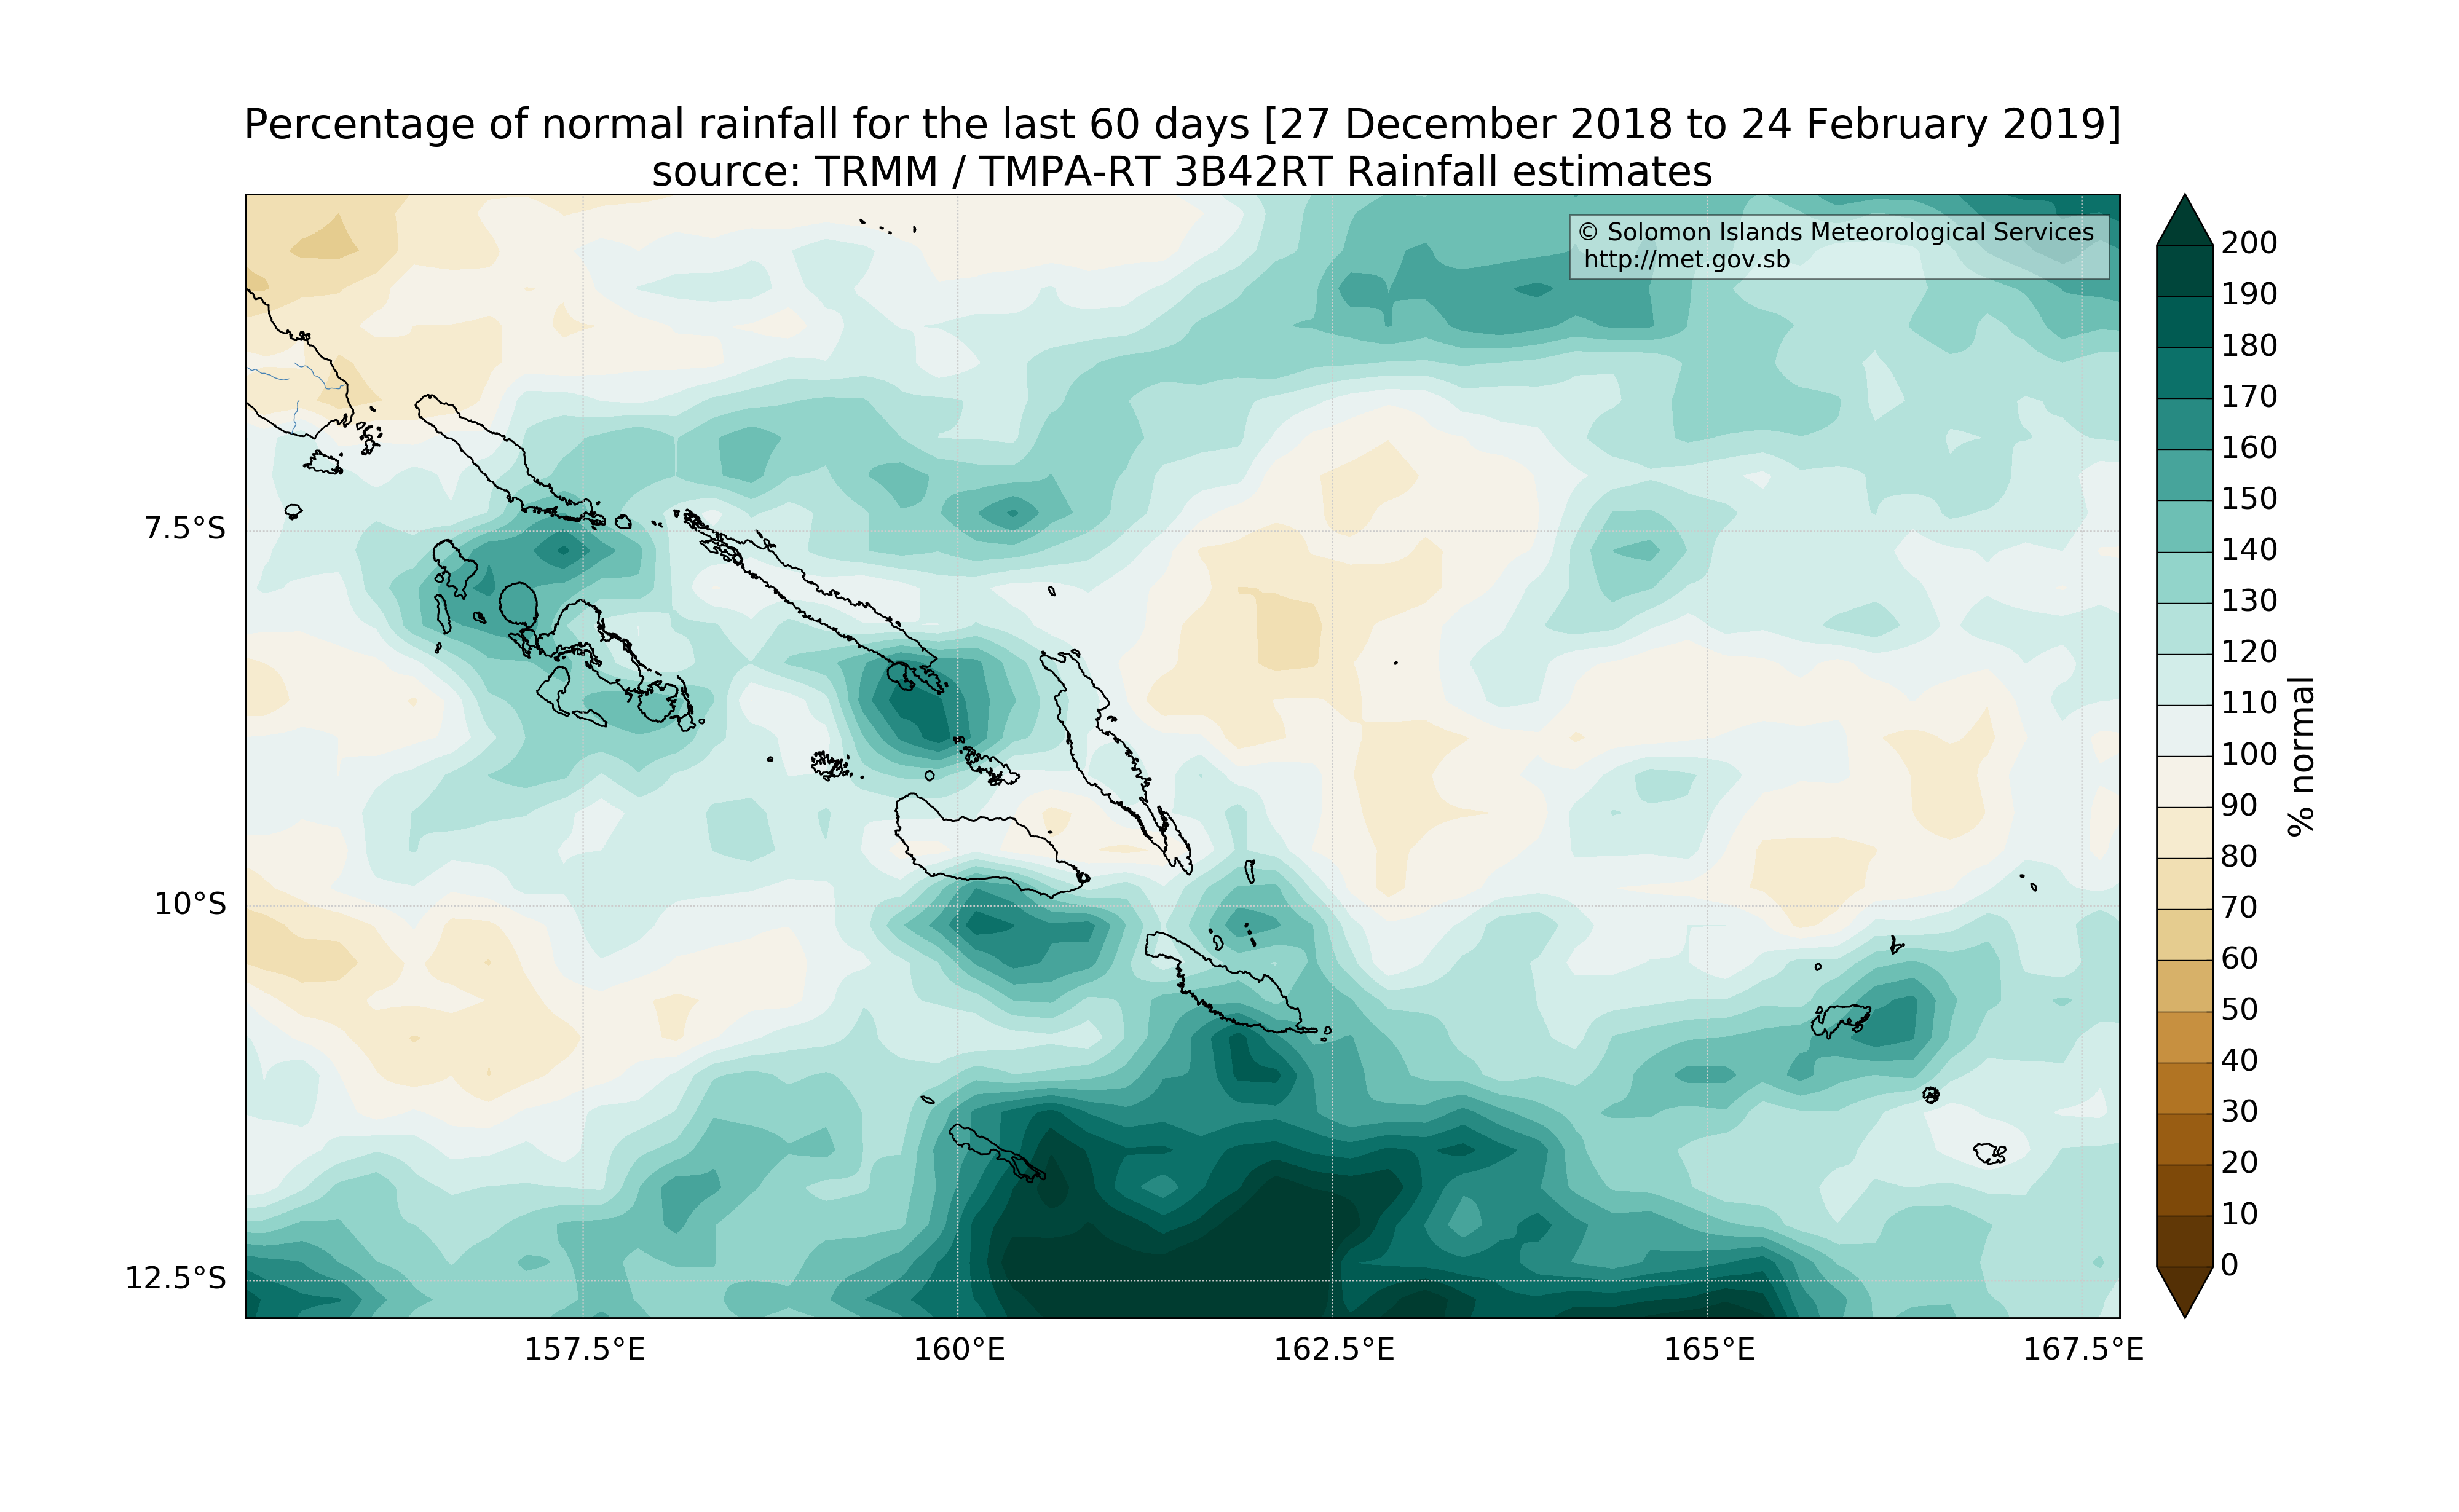 Percentage of normal rainfall for the last 60 days [27 December 2018 to 24 February 2019]
source: TRMM / TMPA-RT 3B42RT Rainfall estimates
© Solomon Islands Meteorological Services
http://met.gov.sb
7.5°S
10°S
12.5°S
157.5°E
160°E
162.5°E
165°E
167.5°E
200
190
180
170
160
150
140
130
120
110
100
90
80
70
60
50
40
30
20
10
0
% normal